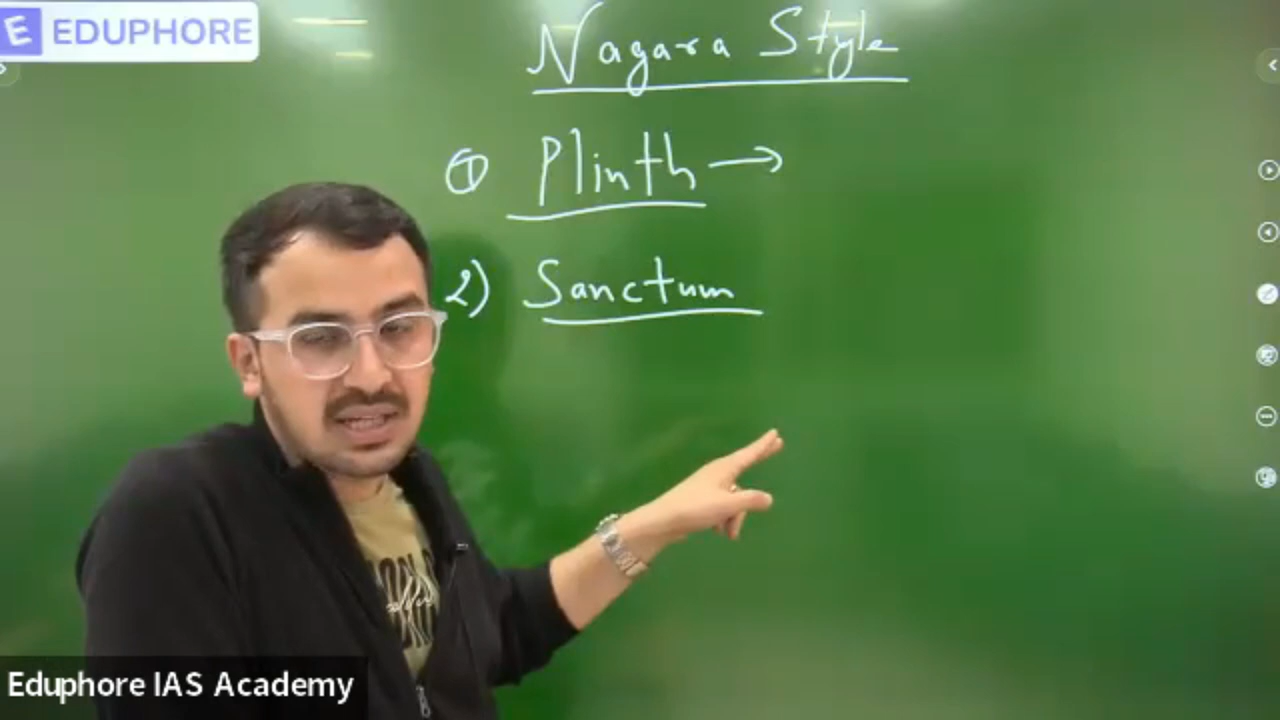 EDUPHORE
Nagara Style
① Plinth →
2) Sanctum
Eduphore IAS Academy